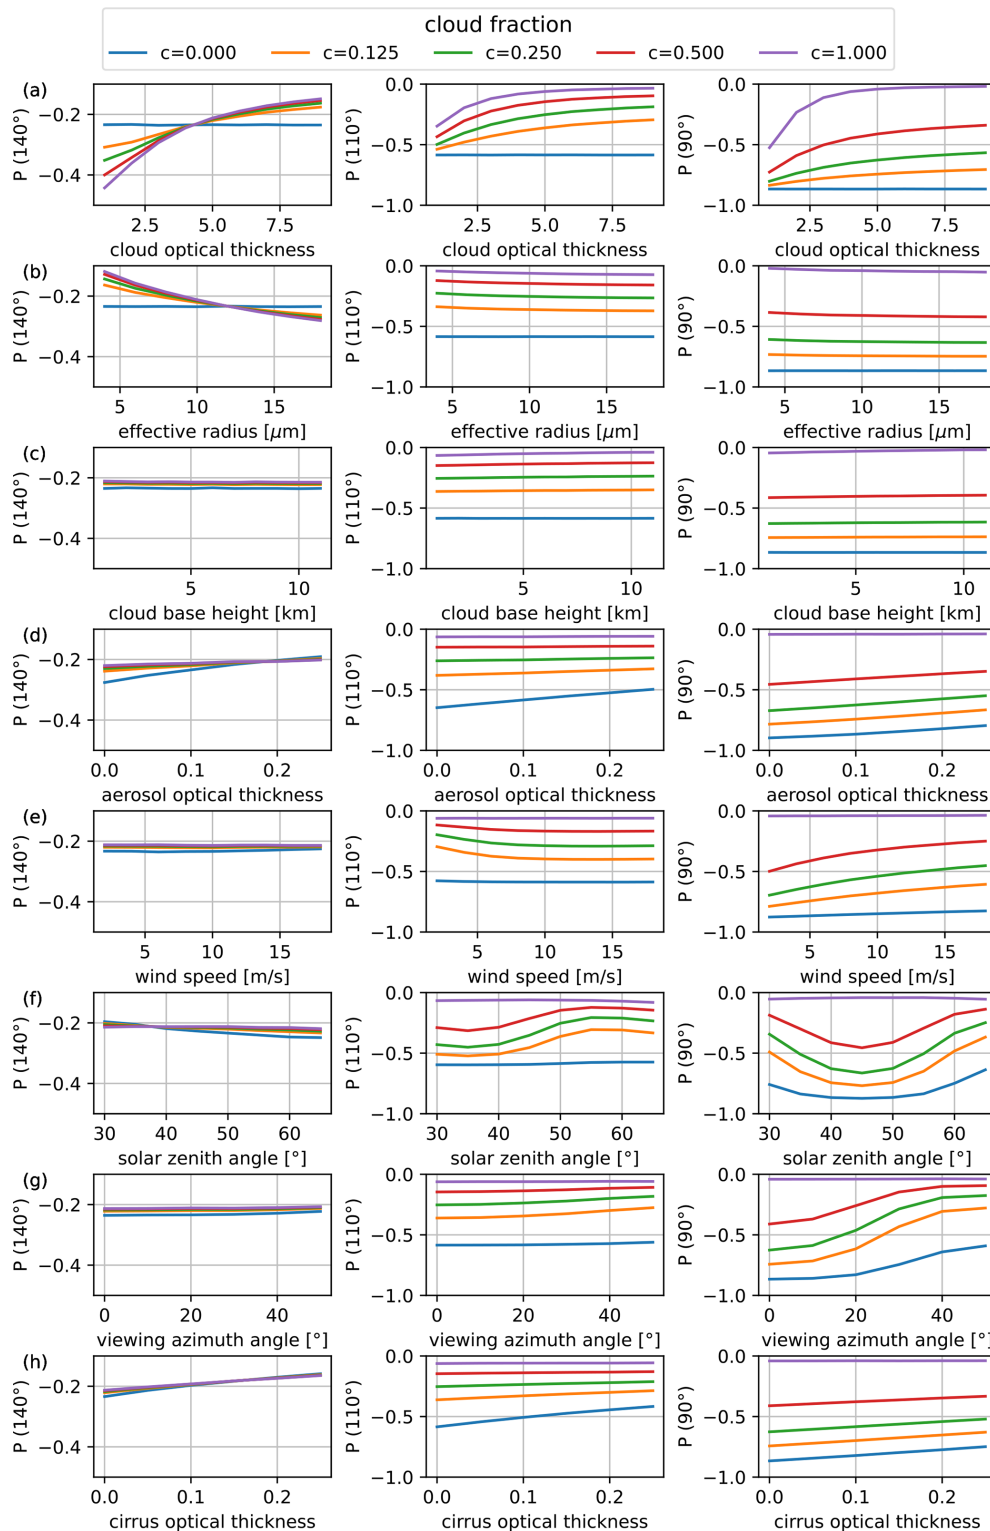 cloud fraction
c=0.000 c=0.125 c=0.250 c=0.500 c=1.000
(a)
P (140°) −0.2 −0.4
2.5 5.0 7.5
cloud optical thickness
P (110°) 0.0 −0.5 −1.0
2.5 5.0 7.5
cloud optical thickness
P (90°) 0.0 −0.5 −1.0
2.5 5.0 7.5
cloud optical thickness
(b)
P (140°) −0.2 −0.4
5 10 15
effective radius [μm]
P (110°) 0.0 −0.5 −1.0
5 10 15
effective radius [μm]
P (90°) 0.0 −0.5 −1.0
5 10 15
effective radius [μm]
(c)
P (140°) −0.2 −0.4
5 10
cloud base height [km]
P (110°) 0.0 −0.5 −1.0
5 10
cloud base height [km]
P (90°) 0.0 −0.5 −1.0
5 10
cloud base height [km]
(d)
P (140°) −0.2 −0.4
0.0 0.1 0.2
aerosol optical thickness
P (110°) 0.0 −0.5 −1.0
0.0 0.1 0.2
aerosol optical thickness
P (90°) 0.0 −0.5 −1.0
0.0 0.1 0.2
aerosol optical thickness
(e)
P (140°) −0.2 −0.4
5 10 15
wind speed [m/s]
P (110°) 0.0 −0.5 −1.0
5 10 15
wind speed [m/s]
P (90°) 0.0 −0.5 −1.0
5 10 15
wind speed [m/s]
(f)
P (140°) −0.2 −0.4
30 40 50 60
solar zenith angle [°]
P (110°) 0.0 −0.5 −1.0
30 40 50 60
solar zenith angle [°]
P (90°) 0.0 −0.5 −1.0
30 40 50 60
solar zenith angle [°]
(g)
P (140°) −0.2 −0.4
0 20 40
viewing azimuth angle [°]
P (110°) 0.0 −0.5 −1.0
0 20 40
viewing azimuth angle [°]
P (90°) 0.0 −0.5 −1.0
0 20 40
viewing azimuth angle [°]
(h)
P (140°) −0.2 −0.4
0.0 0.1 0.2
cirrus optical thickness
P (110°) 0.0 −0.5 −1.0
0.0 0.1 0.2
cirrus optical thickness
P (90°) 0.0 −0.5 −1.0
0.0 0.1 0.2
cirrus optical thickness